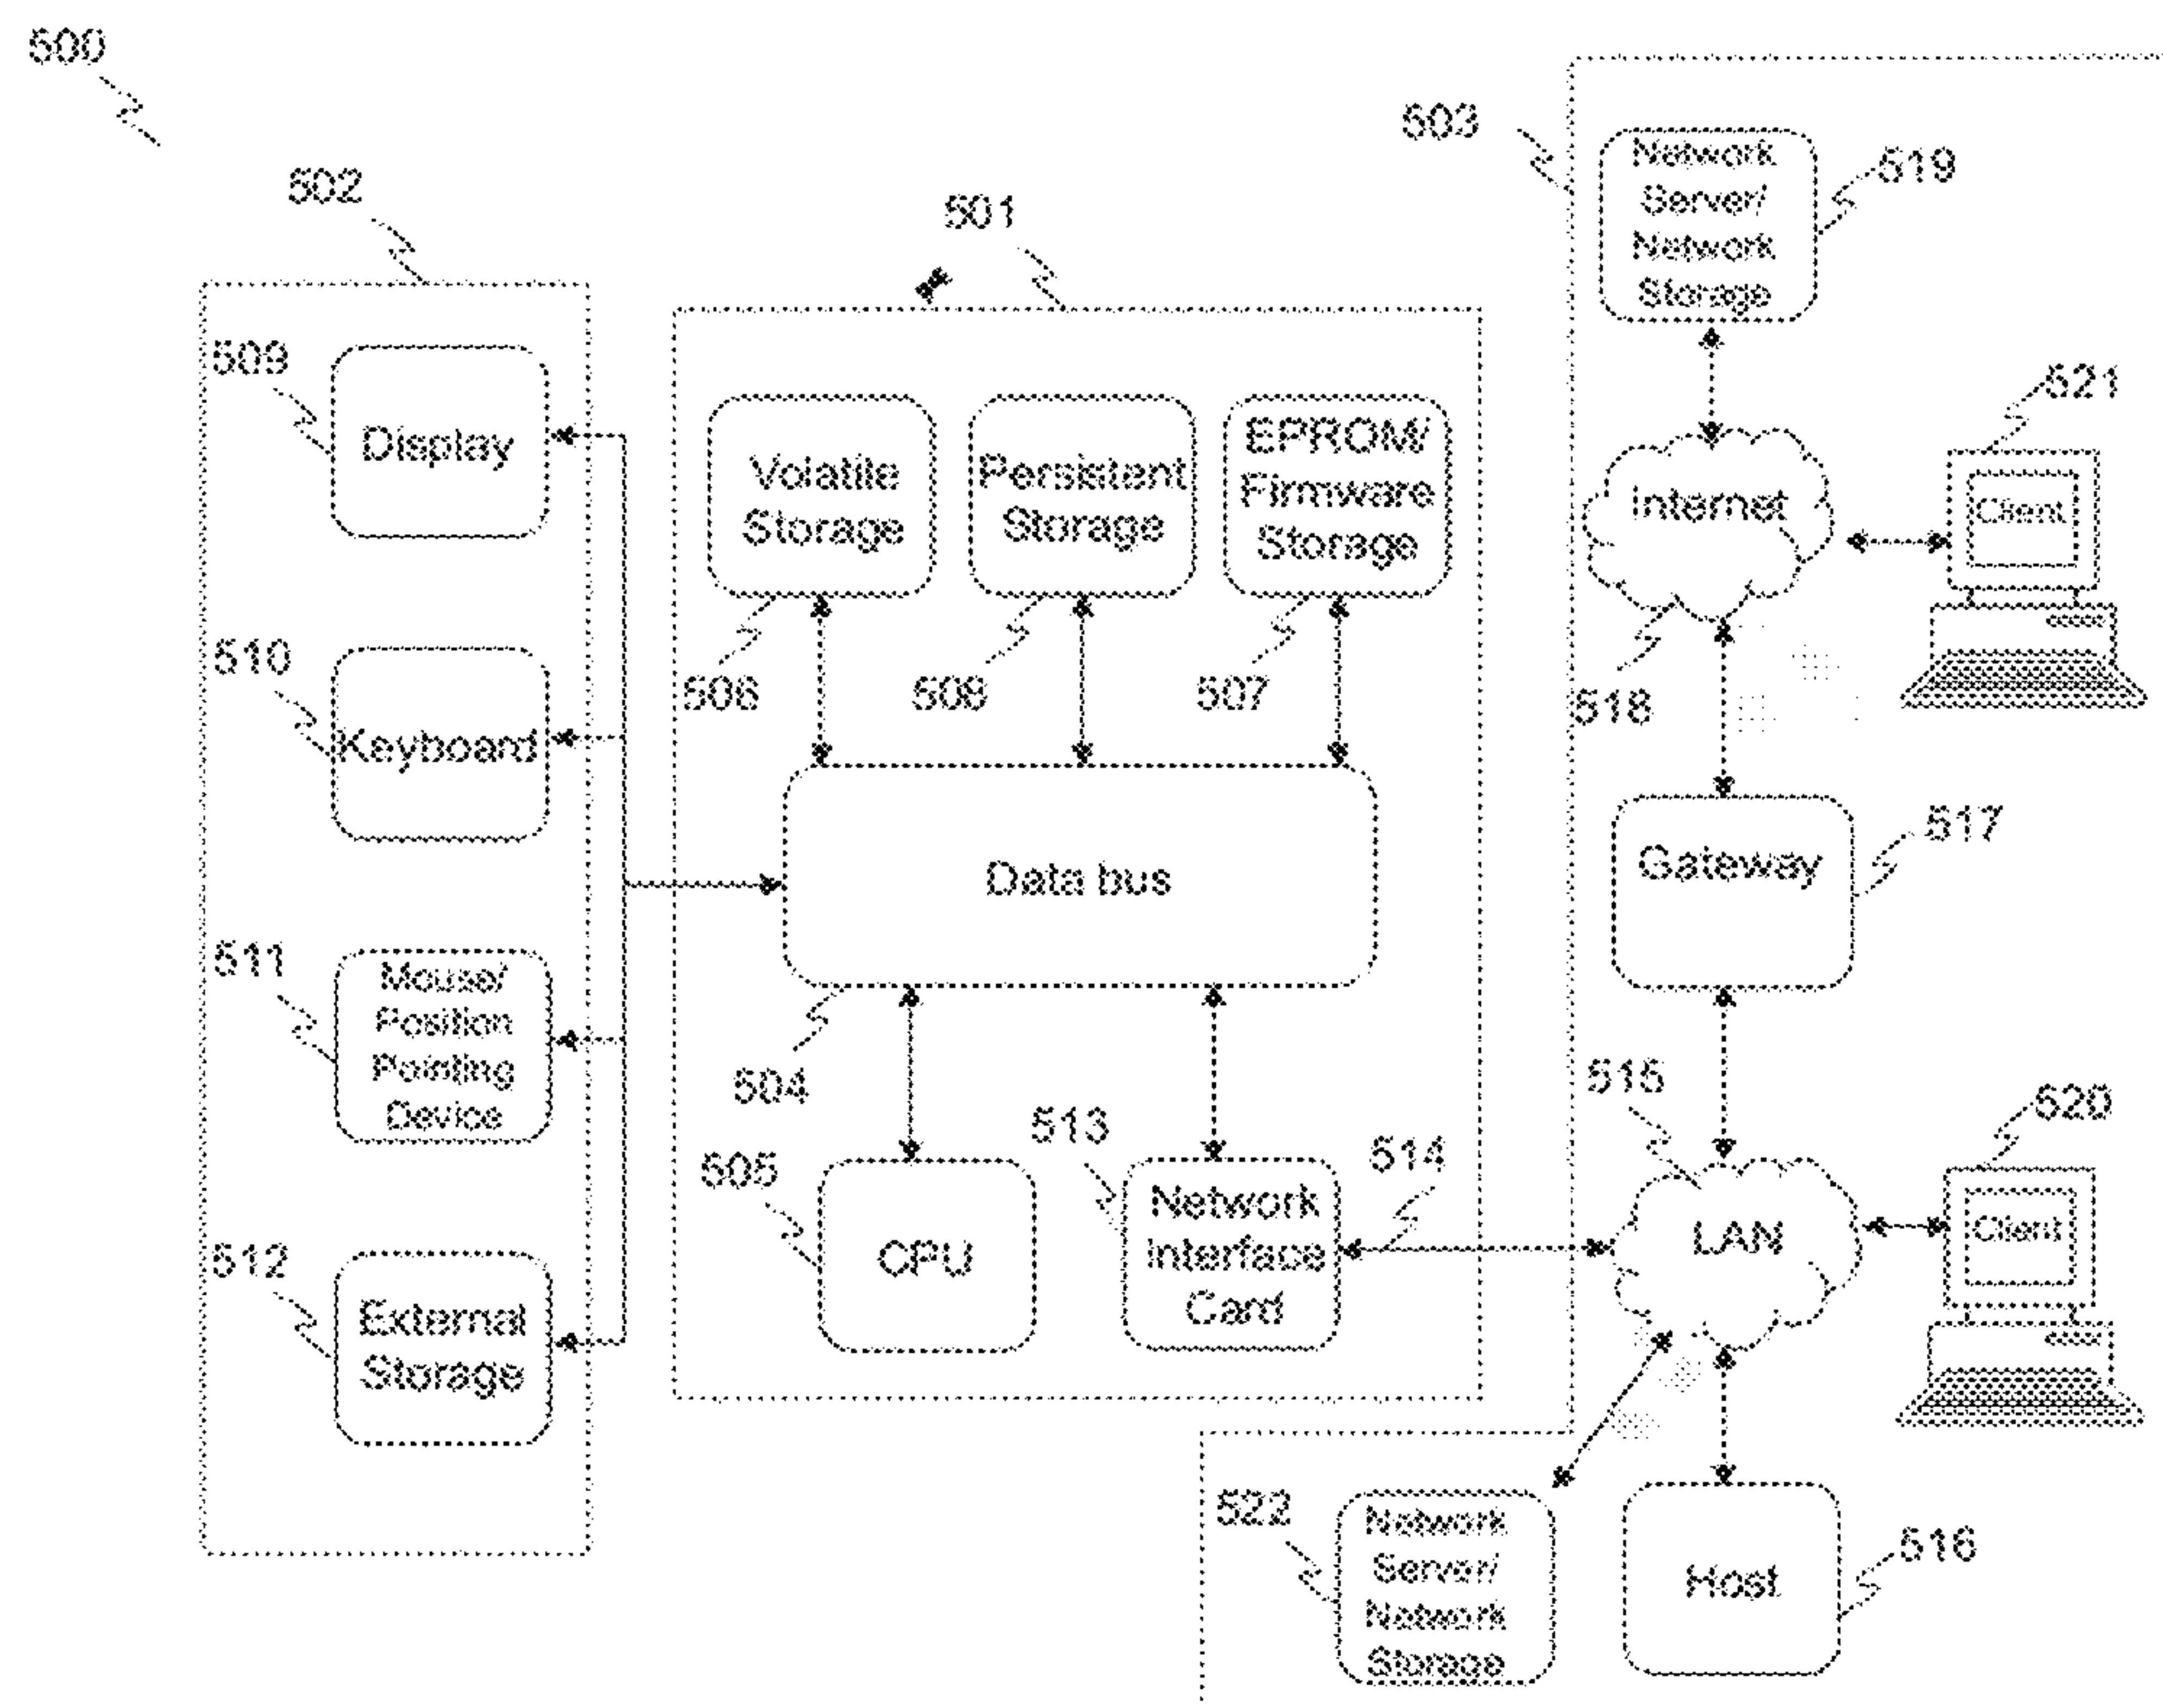 500
503
Network
Server/
Network
Storage
519
502
501
509
Display
Volatile
Storage
Persistent
Storage
EPROM/
Firmware
Storage
Internet
521
Client
510
Keyboard
506
508
507
518
Data bus
Gateway
517
511
Mouse/
Position
Pointing
Device
504
505
CPU
513
Network
Interface
Card
514
515
LAN
520
Client
512
External
Storage
522
Network
Server/
Network
Storage
Host
516